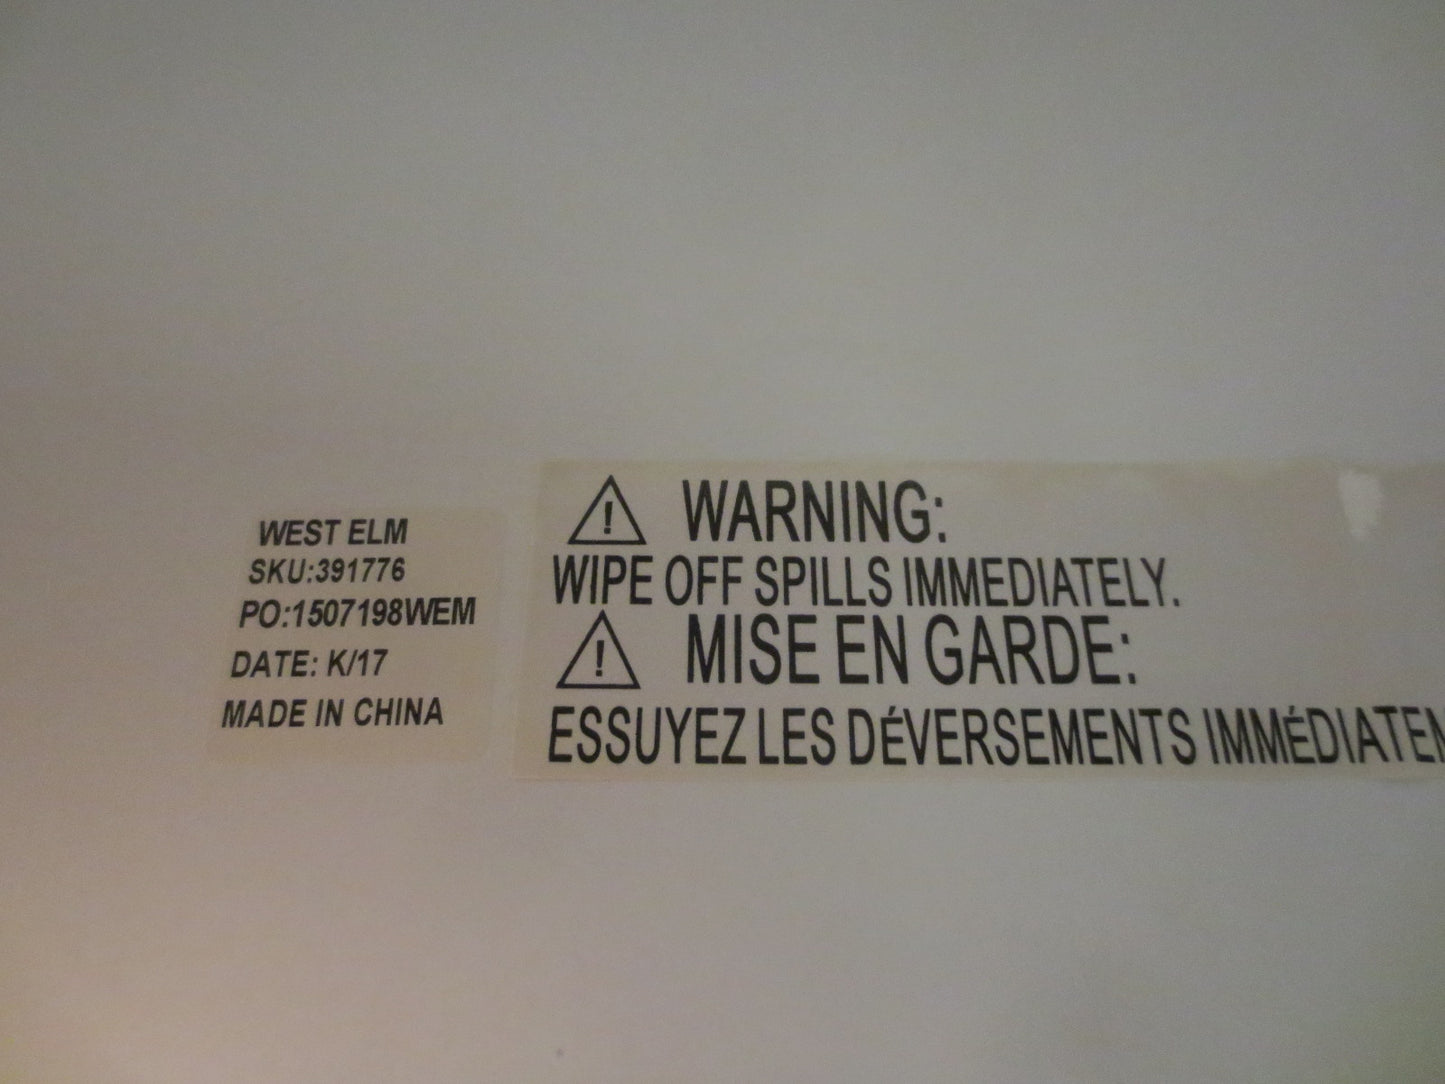 WEST ELM
SKU:391776
PO:1507198WEM
DATE: K/17
MADE IN CHINA
WARNING:
WIPE OFF SPILLS IMMEDIATELY.
MISE EN GARDE:
ESSUYEZ LES DÉVERSEMENTS